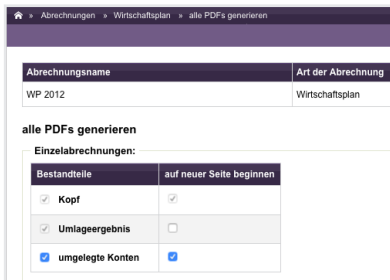 » Abrechnungen » Wirtschaftsplan » alle PDFs generieren
Abrechnungsname Art der Abrechnung
WP 2012 Wirtschaftsplan
alle PDFs generieren
Einzelabrechnungen:
Bestandteile auf neuer Seite beginnen
Kopf
Umlageergebnis
umgelegte Konten